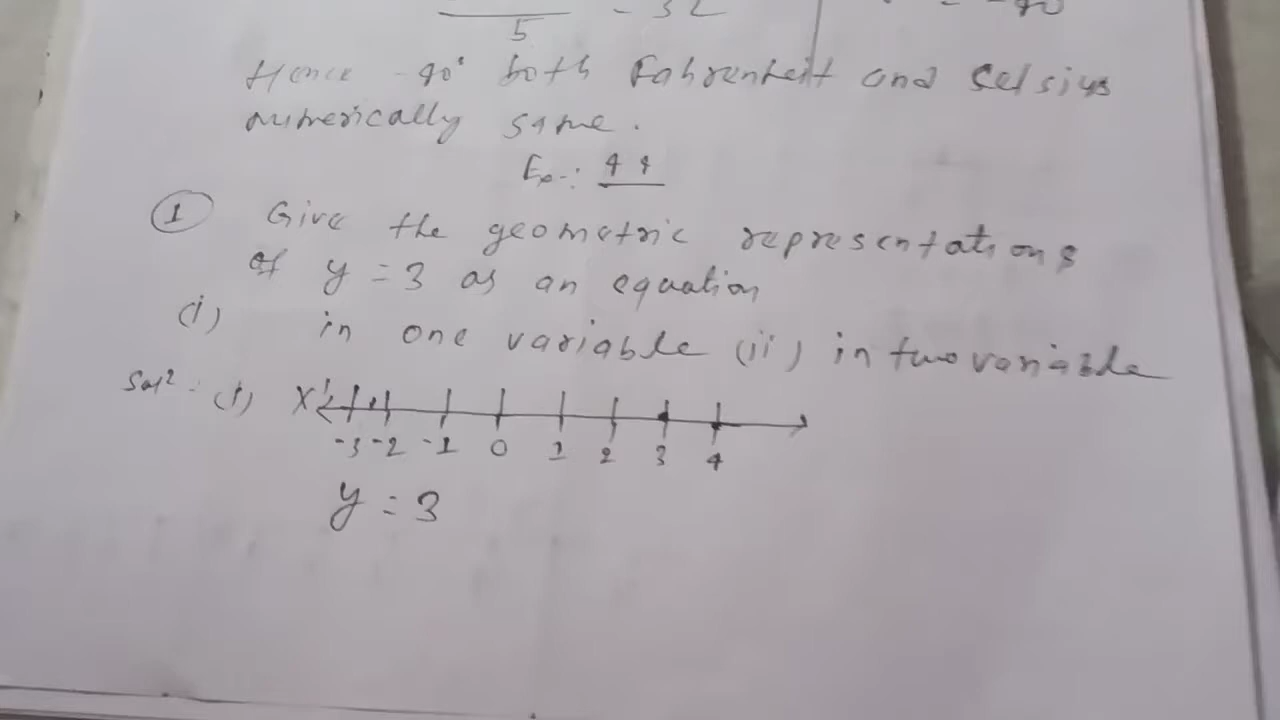 5
Hence -40° both Fahrenheit and Celsius
numerically same.
Ex-: 4 4
1 Give the geometric representations
of y = 3 as an equation
(i) in one variable (ii) in two variable
Sol² : (i) X'
-3 -2 -1 0 1 2 3 4
y = 3